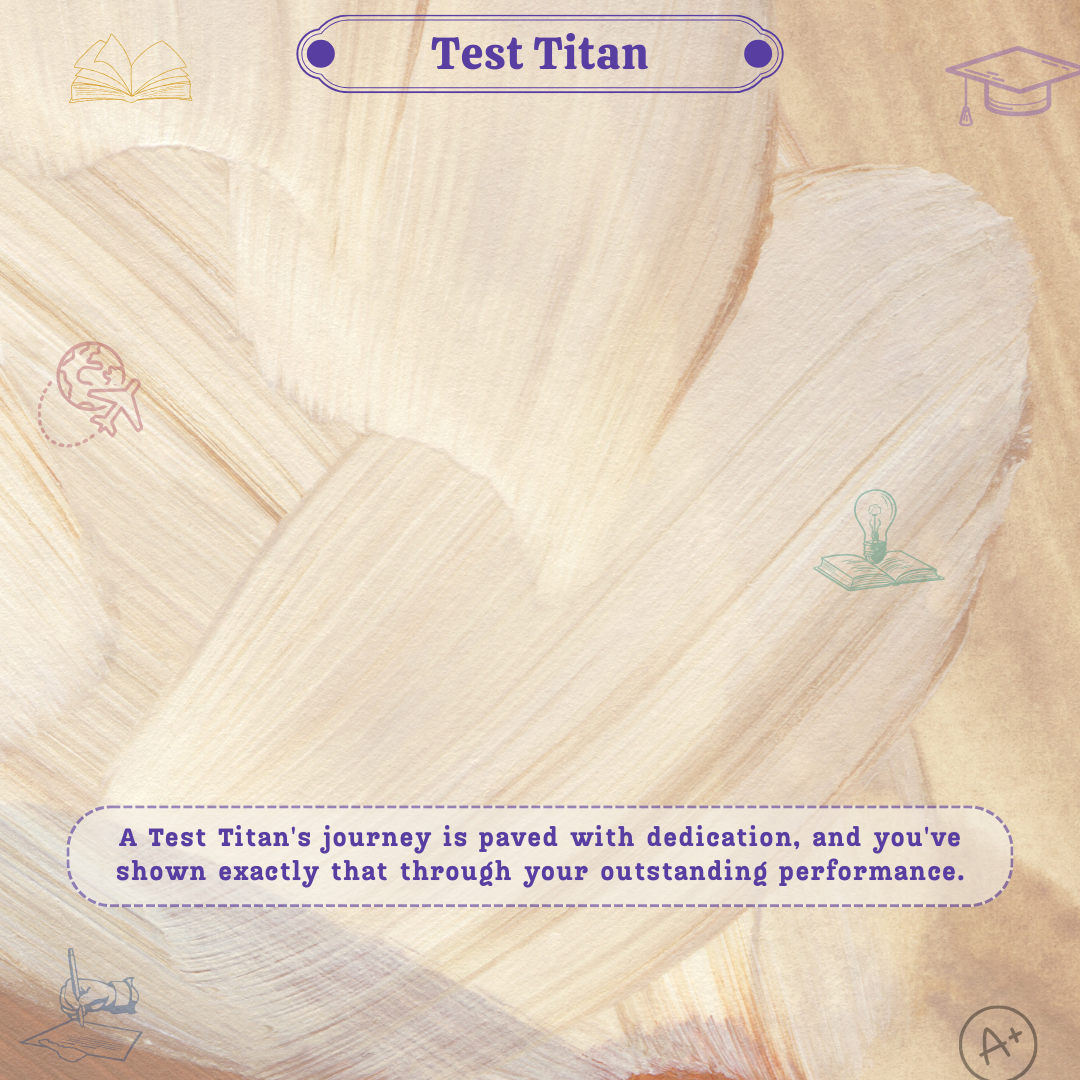 Test Titan
A Test Titan's journey is paved with dedication, and you've
shown exactly that through your outstanding performance.
A+